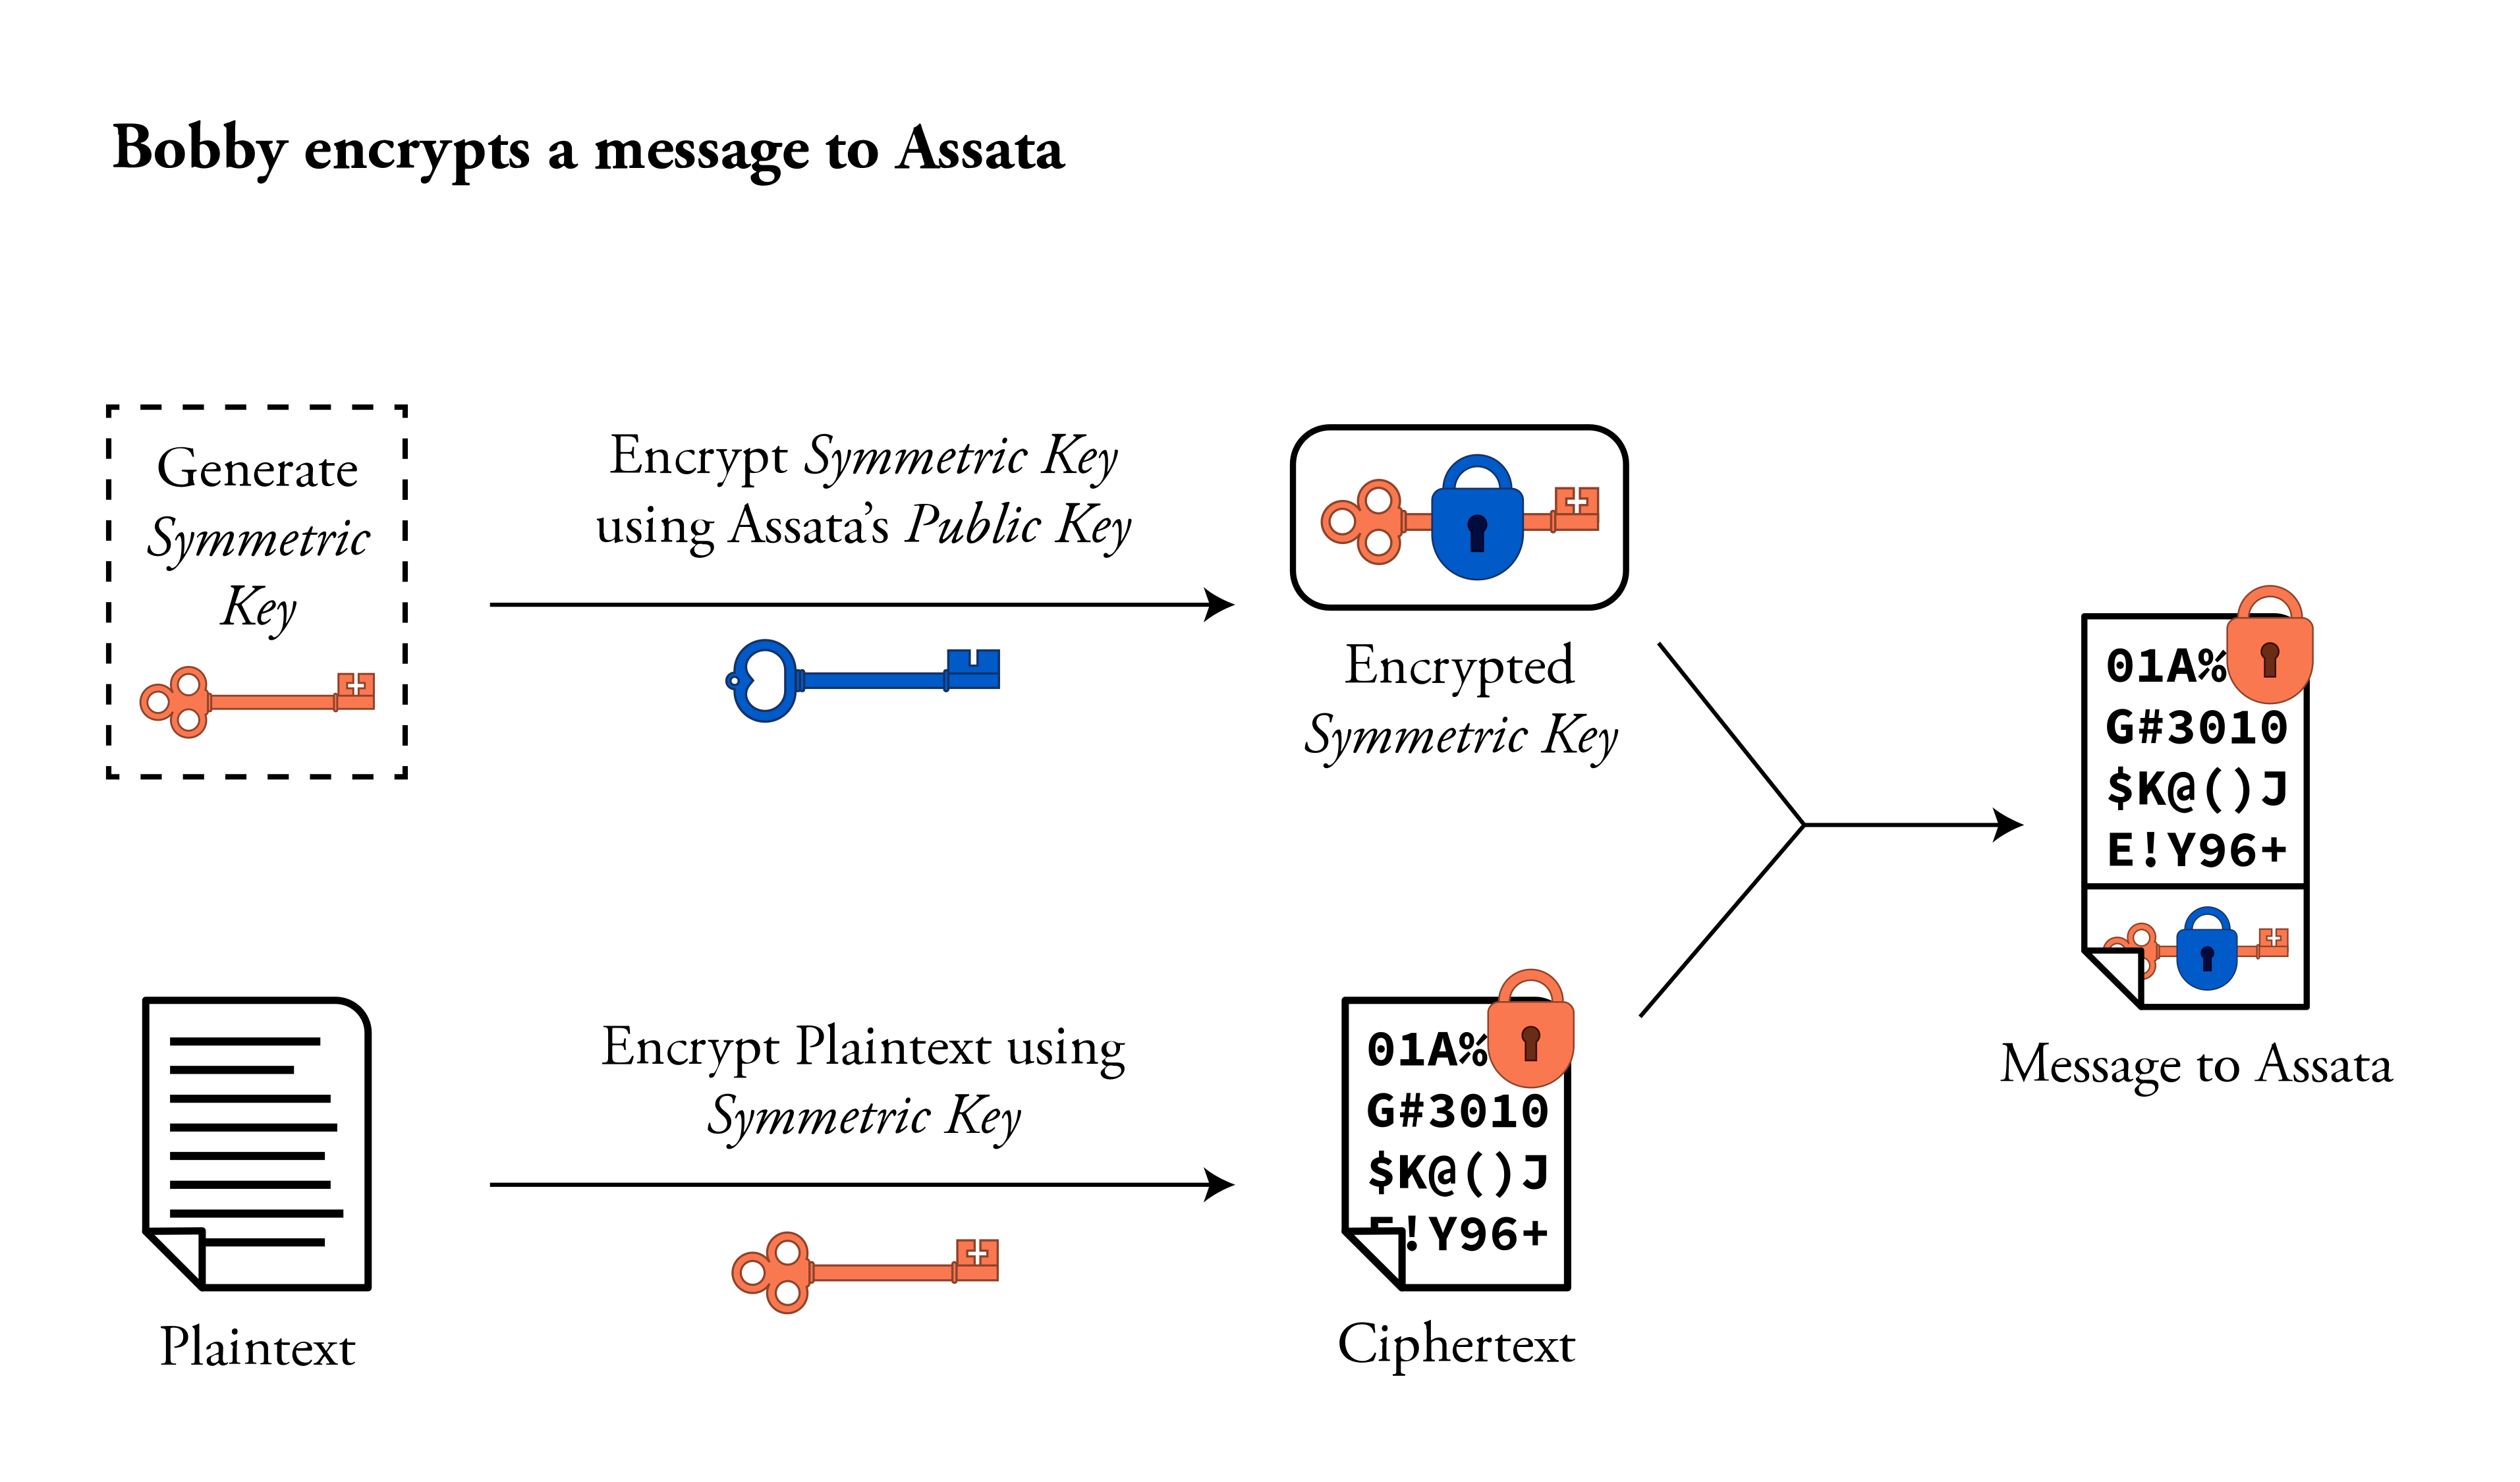 Bobby encrypts a message to Assata
Generate
Symmetric
Key
Encrypt Symmetric Key
using Assata’s Public Key
Encrypted
Symmetric Key
Plaintext
Encrypt Plaintext using
Symmetric Key
01A%
G#3010
$K@()J
E!Y96+
Ciphertext
01A%
G#3010
$K@()J
E!Y96+
Message to Assata